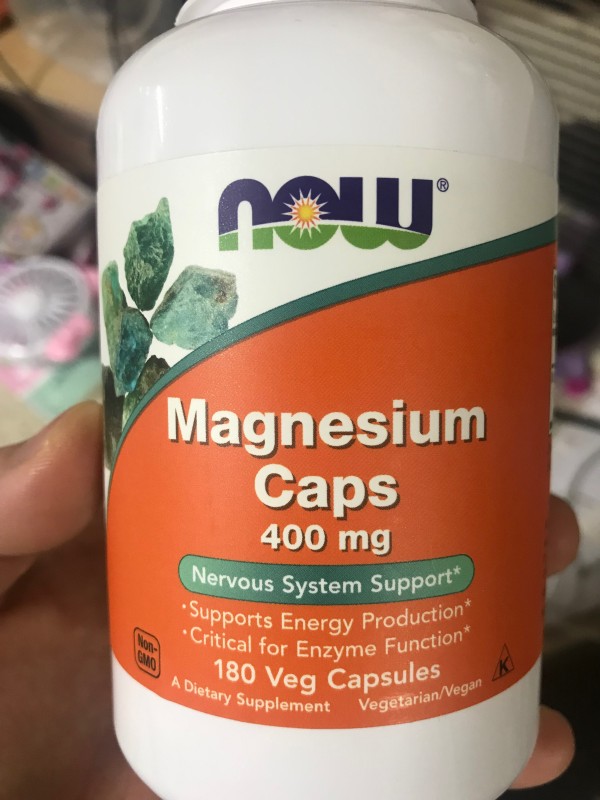 NOW®
Magnesium
Caps
400 mg
Nervous System Support*
• Supports Energy Production*
• Critical for Enzyme Function*
180 Veg Capsules
Non-
GMO
A Dietary Supplement
Vegetarian/Vegan
K